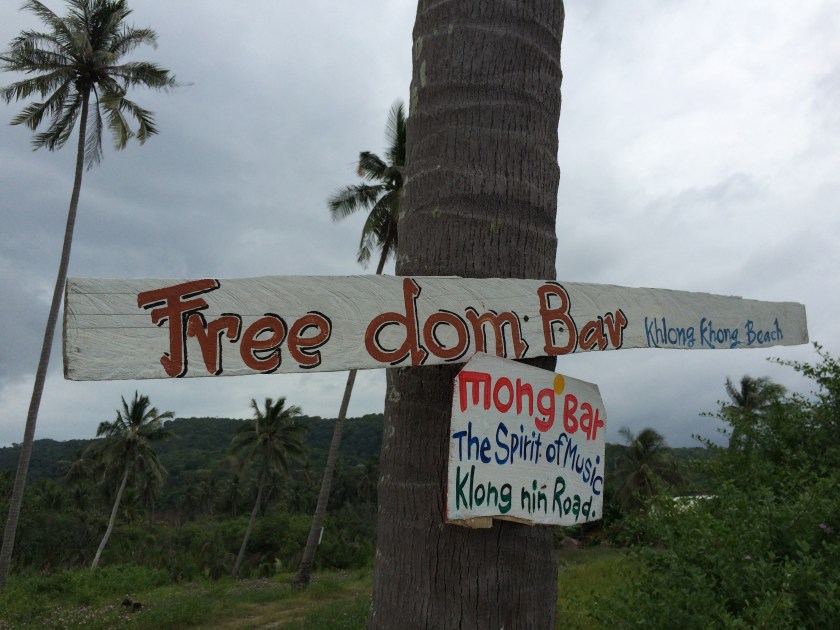 Free dom Bar Khlong Khong Beach
mong Bar
The Spirit of Music
Klong nin Road.